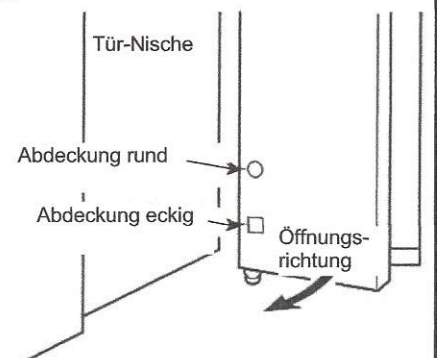 Tür-Nische
Abdeckung rund
Abdeckung eckig
Öffnungs-
richtung